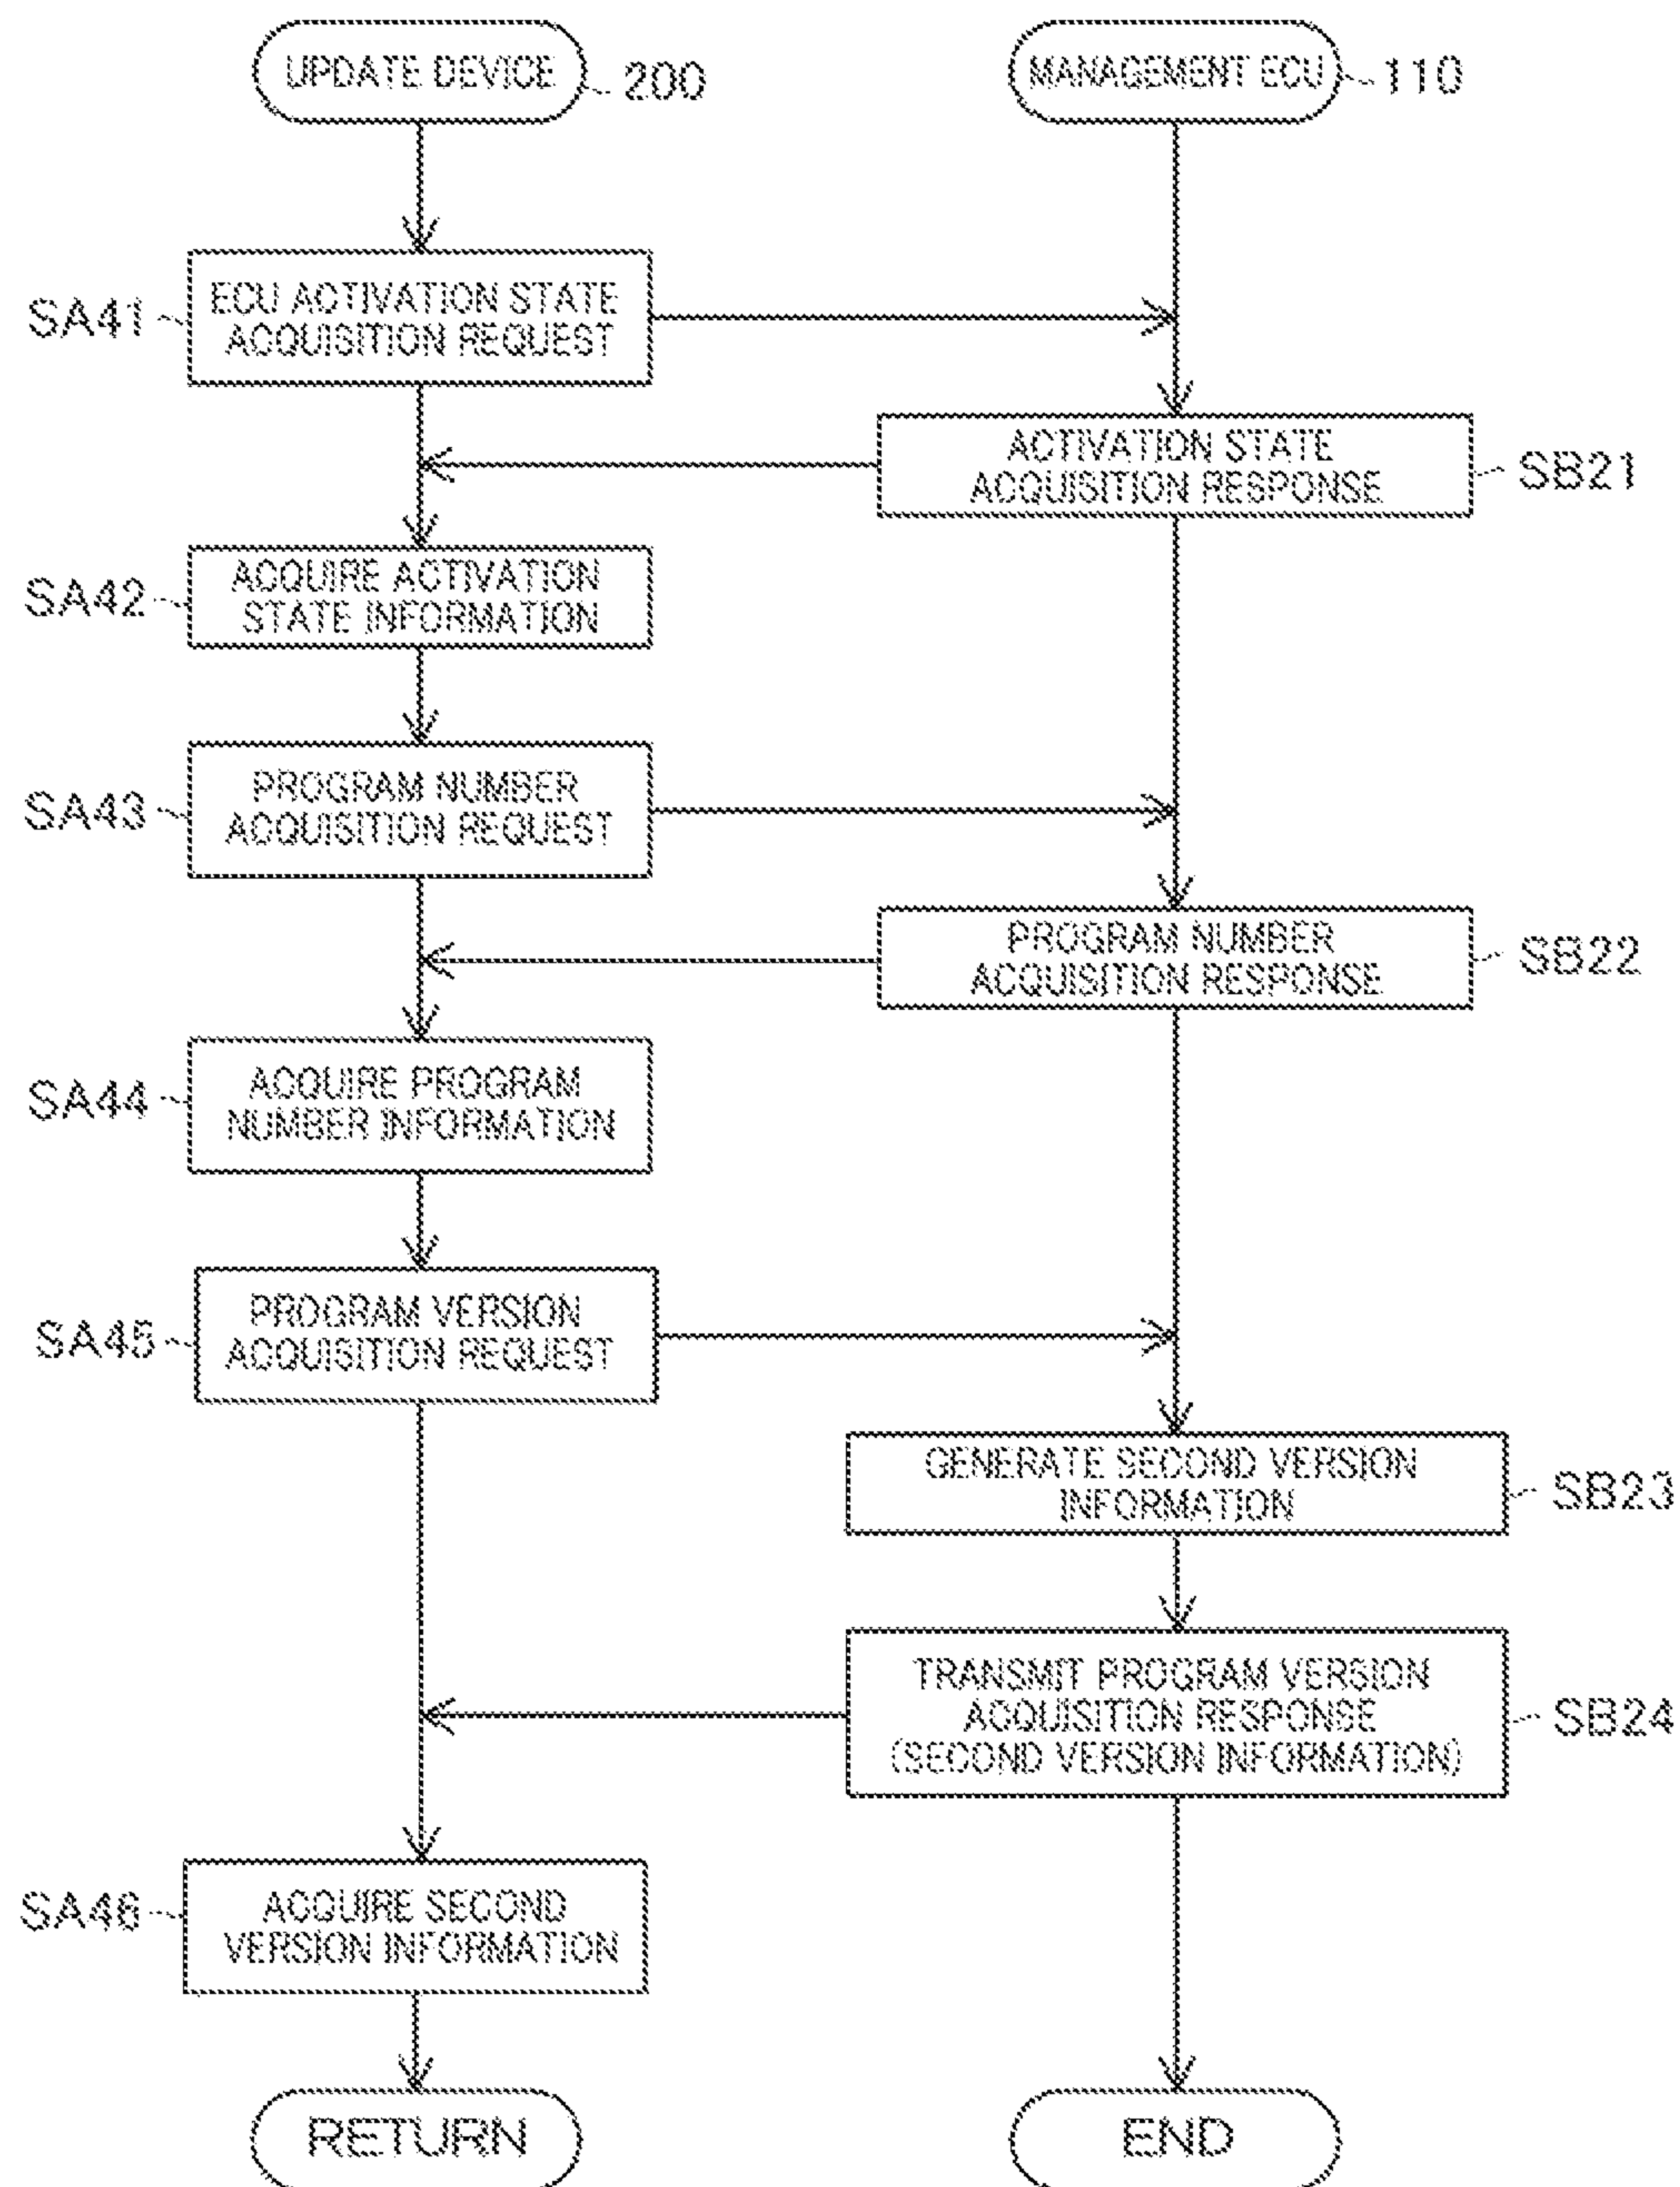 UPDATE DEVICE
200
MANAGEMENT ECU
110
SA41
ECU ACTIVATION STATE
ACQUISITION REQUEST
ACTIVATION STATE
ACQUISITION RESPONSE
SB21
SA42
ACQUIRE ACTIVATION
STATE INFORMATION
SA43
PROGRAM NUMBER
ACQUISITION REQUEST
PROGRAM NUMBER
ACQUISITION RESPONSE
SB22
SA44
ACQUIRE PROGRAM
NUMBER INFORMATION
SA45
PROGRAM VERSION
ACQUISITION REQUEST
GENERATE SECOND VERSION
INFORMATION
SB23
TRANSMIT PROGRAM VERSION
ACQUISITION RESPONSE
(SECOND VERSION INFORMATION)
SB24
SA46
ACQUIRE SECOND
VERSION INFORMATION
RETURN
END